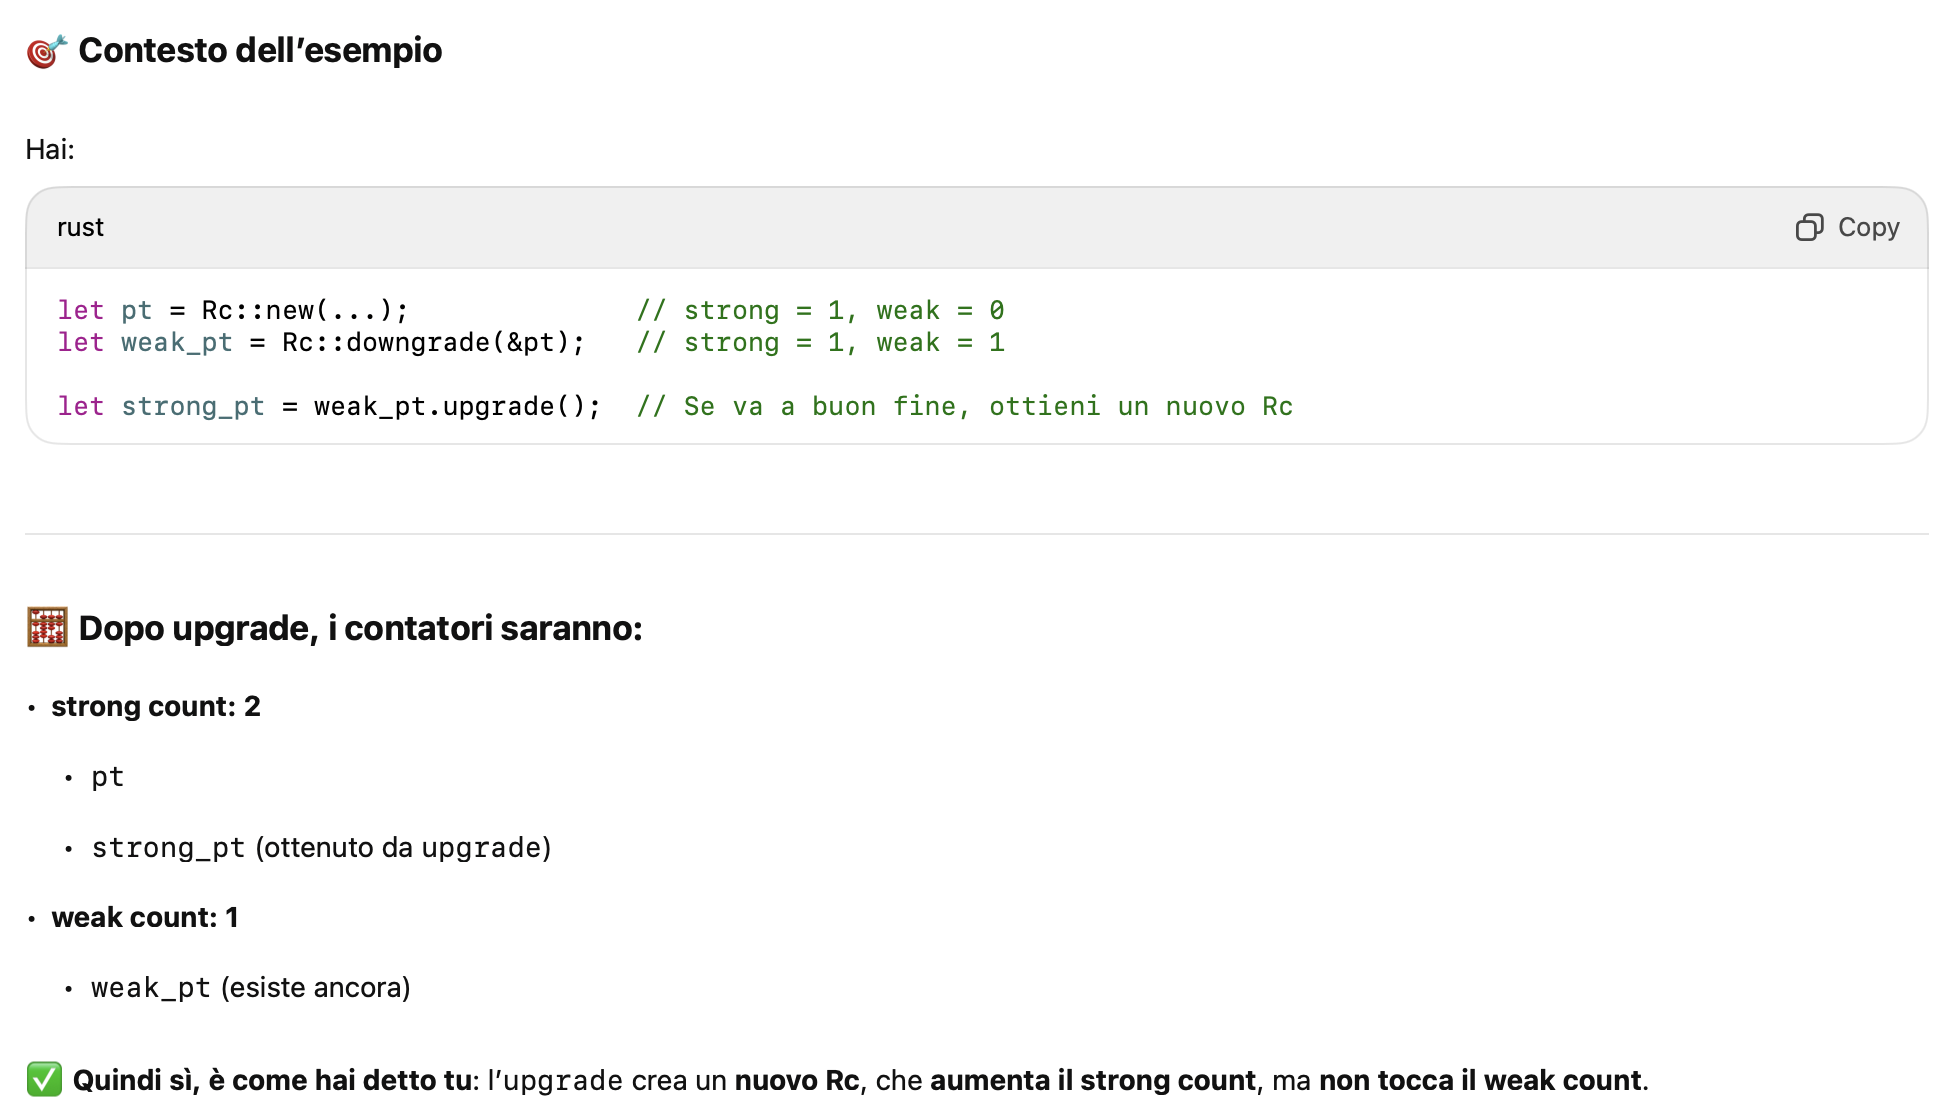 🎯 Contesto dell’esempio
Hai:
rust
Copy
let pt = Rc::new(...);              // strong = 1, weak = 0
let weak_pt = Rc::downgrade(&pt);   // strong = 1, weak = 1
let strong_pt = weak_pt.upgrade();  // Se va a buon fine, ottieni un nuovo Rc
🧮 Dopo upgrade, i contatori saranno:
• strong count: 2
• pt
• strong_pt (ottenuto da upgrade)
• weak count: 1
• weak_pt (esiste ancora)
✅ Quindi sì, è come hai detto tu: l’upgrade crea un nuovo Rc, che aumenta il strong count, ma non tocca il weak count.